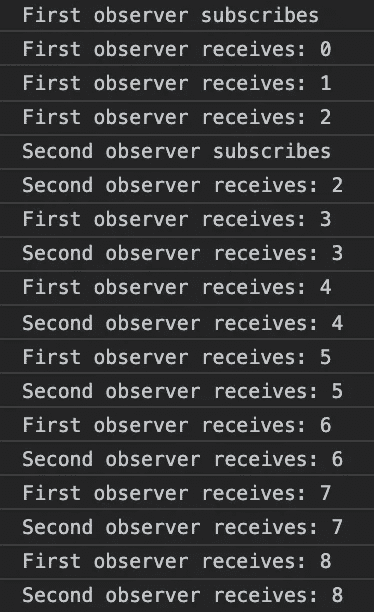 First observer subscribes
First observer receives: 0
First observer receives: 1
First observer receives: 2
Second observer subscribes
Second observer receives: 2
First observer receives: 3
Second observer receives: 3
First observer receives: 4
Second observer receives: 4
First observer receives: 5
Second observer receives: 5
First observer receives: 6
Second observer receives: 6
First observer receives: 7
Second observer receives: 7
First observer receives: 8
Second observer receives: 8